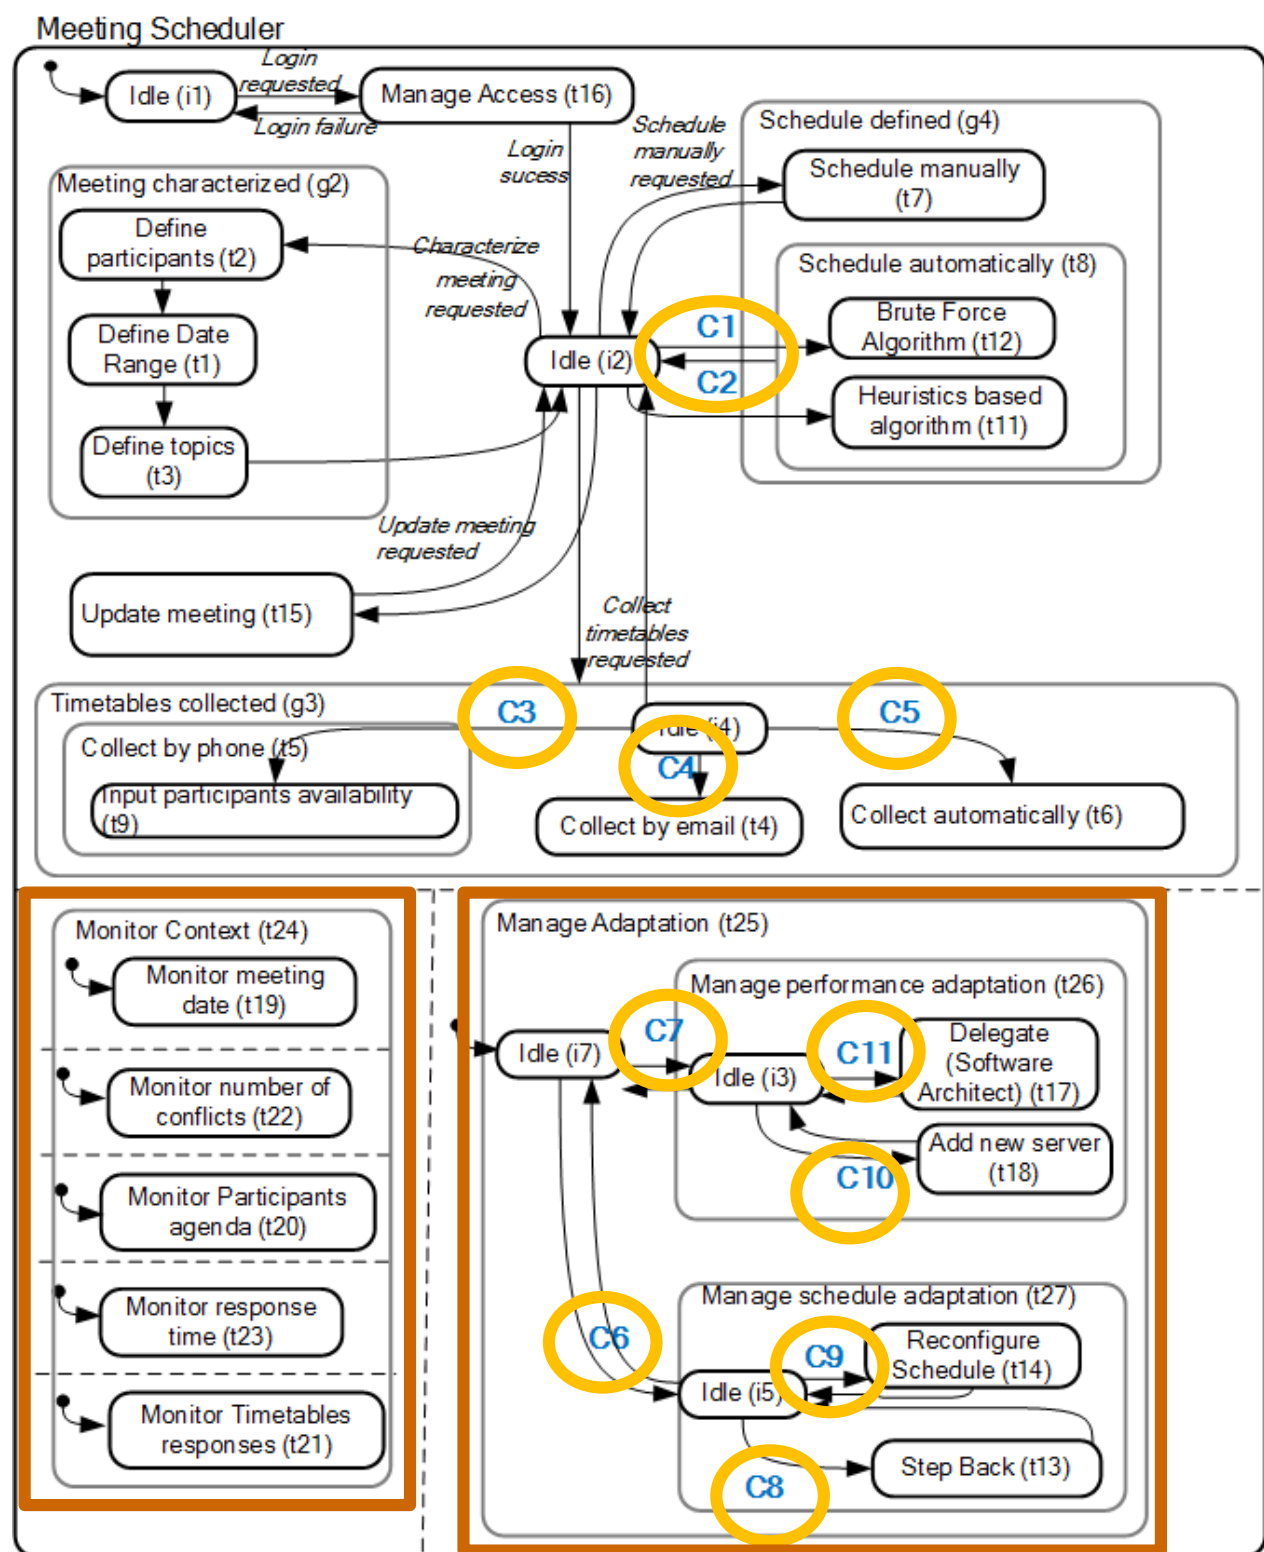 Meeting Scheduler
Login
requested
Idle (i1)
Manage Access (t16)
Login failure
Login
sucess
Schedule
manually
requested
Schedule defined (g4)
Schedule manually
(t7)
Meeting characterized (g2)
Define
participants (t2)
Characterize
meeting
requested
Schedule automatically (t8)
Define Date
Range (t1)
C1
Brute Force
Algorithm (t12)
Idle (i2)
C2
Heuristics based
algorithm (t11)
Define topics
(t3)
Update meeting
requested
Update meeting (t15)
Collect
timetables
requested
Timetables collected (g3)
C3
Idle (i4)
C5
Collect by phone (t5)
C4
Input participants availability
(t9)
Collect by email (t4)
Collect automatically (t6)
Monitor Context (t24)
Monitor meeting
date (t19)
Monitor number of
conflicts (t22)
Monitor Participants
agenda (t20)
Monitor response
time (t23)
Monitor Timetables
responses (t21)
Manage Adaptation (t25)
Manage performance adaptation (t26)
Idle (i7)
C7
Idle (i3)
C11
Delegate
(Software
Architect) (t17)
C10
Add new server
(t18)
Manage schedule adaptation (t27)
C6
C9
Reconfigure
Schedule (t14)
Idle (i5)
C8
Step Back (t13)